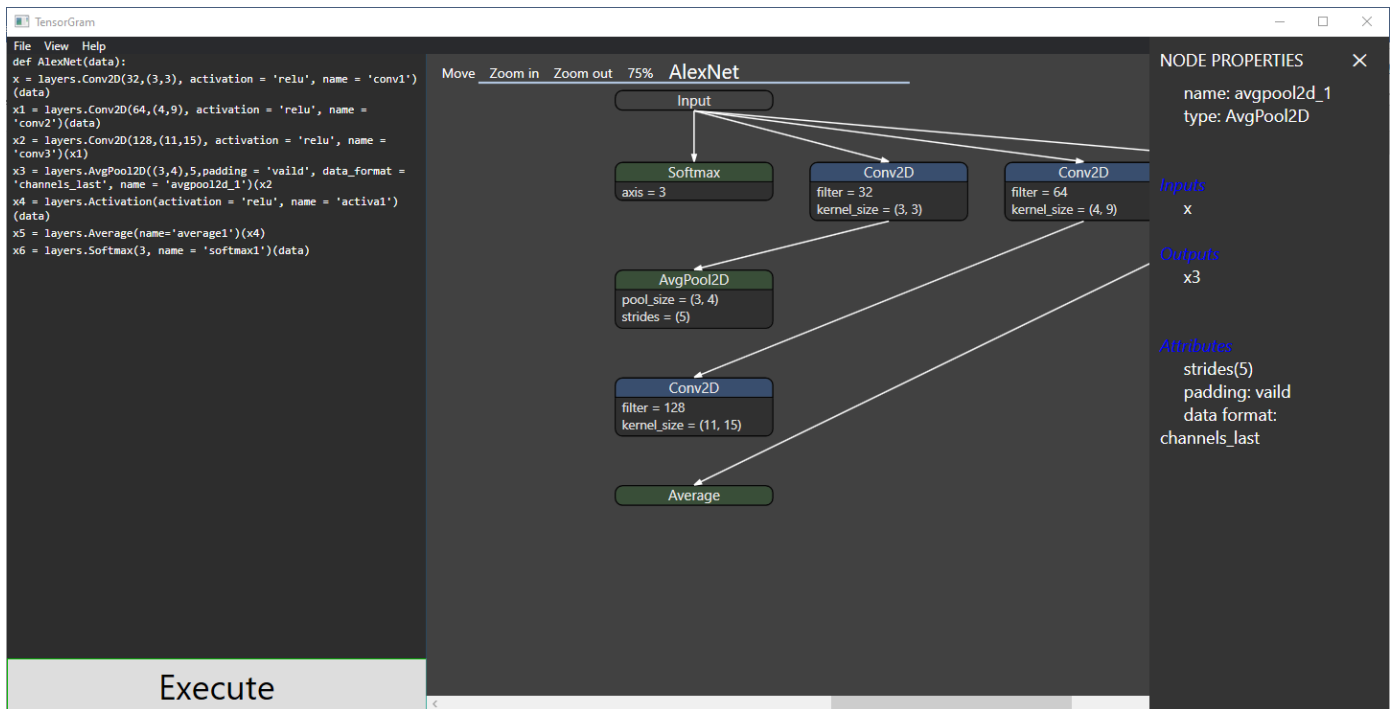 TensorGram
File View Help
def AlexNet(data):
x = layers.Conv2D(32,(3,3), activation = 'relu', name = 'conv1')
(data)
x1 = layers.Conv2D(64,(4,9), activation = 'relu', name =
'conv2')(data)
x2 = layers.Conv2D(128,(11,15), activation = 'relu', name =
'conv3')(x1)
x3 = layers.AvgPool2D((3,4),5,padding = 'vaild', data_format =
'channels_last', name = 'avgpool2d_1')(x2
x4 = layers.Activation(activation = 'relu', name = 'activa1')
(data)
x5 = layers.Average(name='average1')(x4)
x6 = layers.Softmax(3, name = 'softmax1')(data)
Execute
Move Zoom in Zoom out 75% AlexNet
Input
Softmax
axis = 3
Conv2D
filter = 32
kernel_size = (3, 3)
Conv2D
filter = 64
kernel_size = (4, 9)
AvgPool2D
pool_size = (3, 4)
strides = (5)
Conv2D
filter = 128
kernel_size = (11, 15)
Average
NODE PROPERTIES
name: avgpool2d_1
type: AvgPool2D
Inputs
x
Outputs
x3
Attributes
strides(5)
padding: vaild
data format:
channels_last